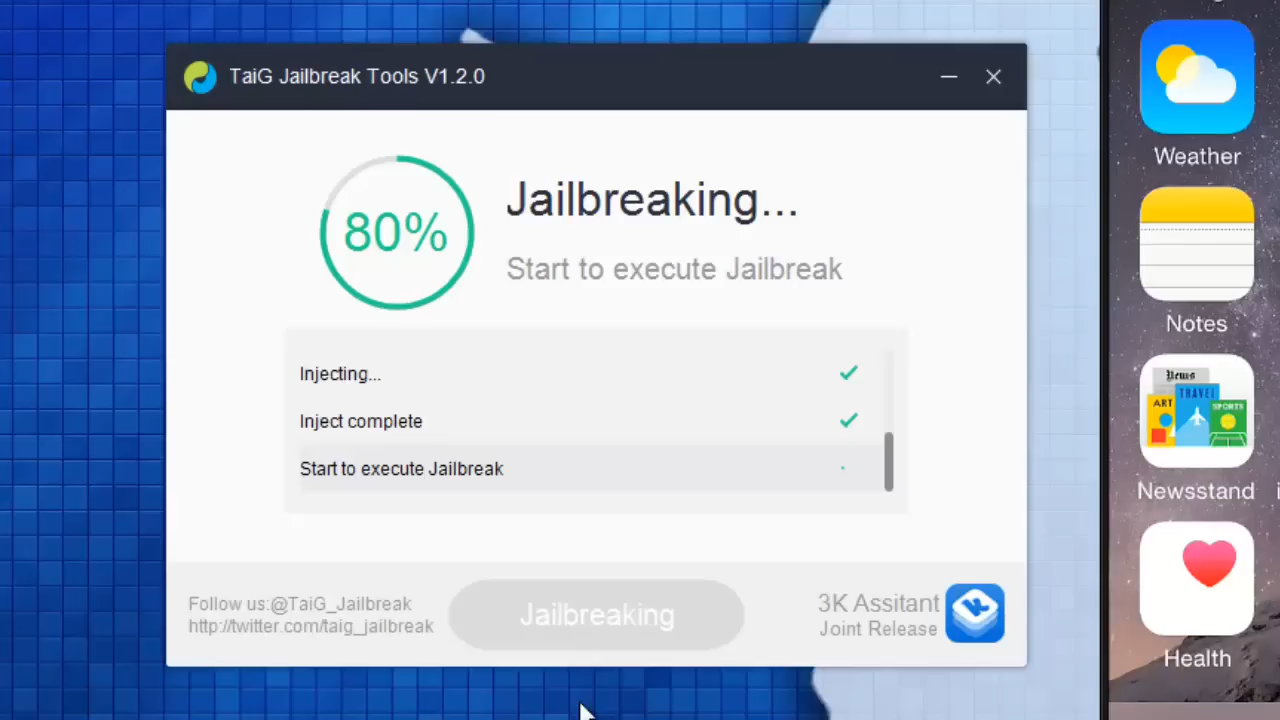 TaiG Jailbreak Tools V1.2.0
80%
Jailbreaking...
Start to execute Jailbreak
Injecting...
Inject complete
Start to execute Jailbreak
Follow us:@TaiG_Jailbreak
http://twitter.com/taig_jailbreak
Jailbreaking
3K Assitant
Joint Release
Weather
Notes
News
ART
TRAVEL
SPORTS
Newsstand
Health